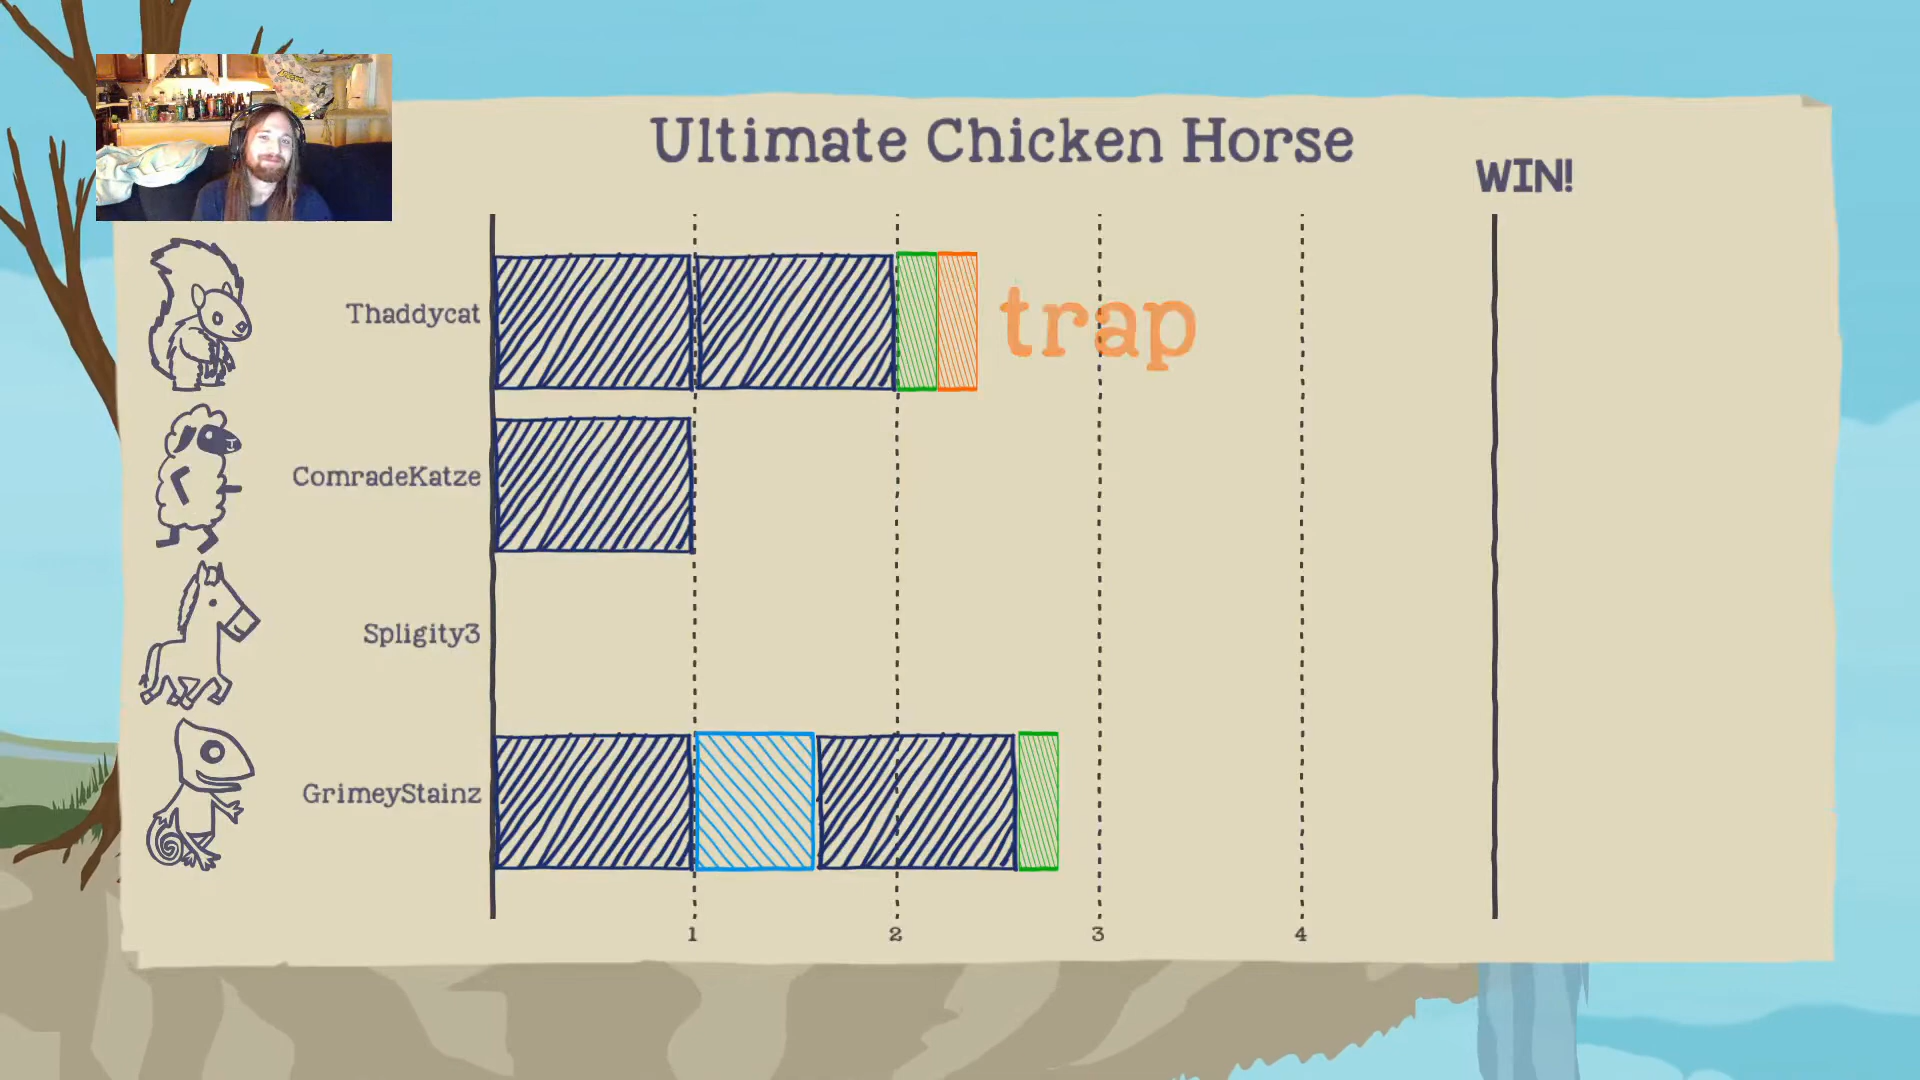 Ultimate Chicken Horse
WIN!
Thaddycat
trap
ComradeKatze
Spligity3
GrimeyStainz
1 2 3 4